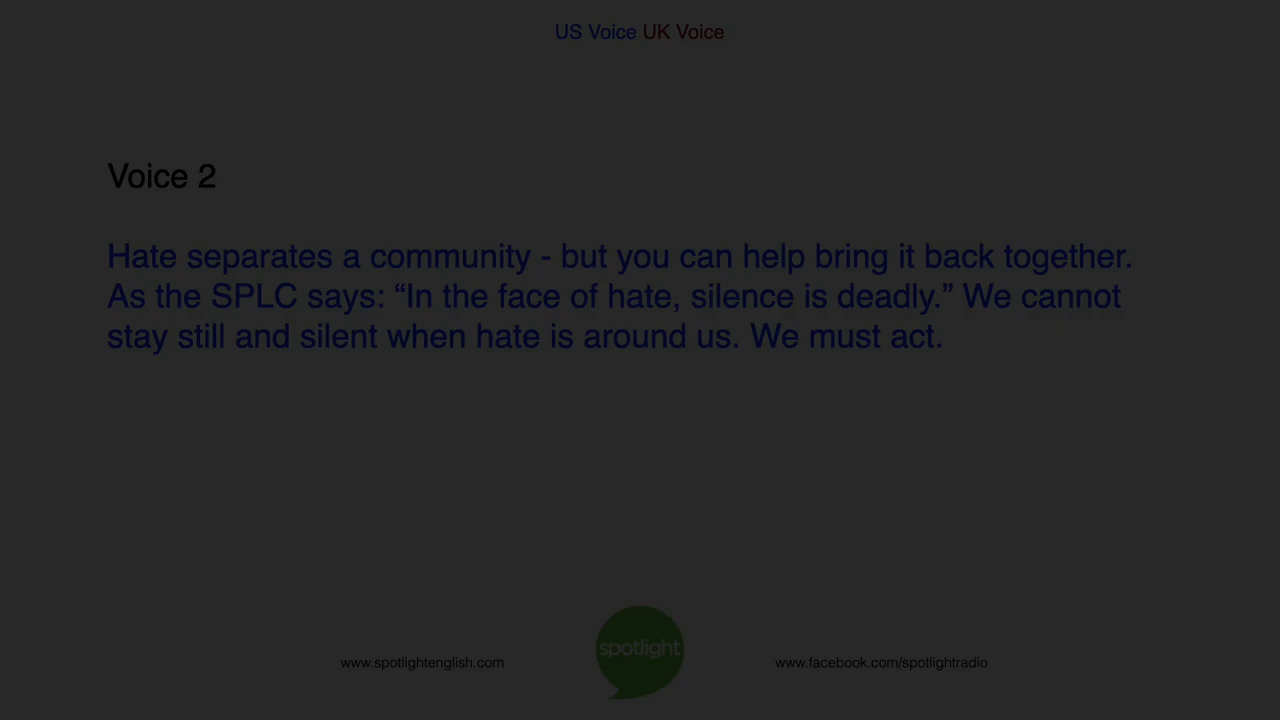 US Voice UK Voice
Voice 2
Hate separates a community - but you can help bring it back together.
As the SPLC says: “In the face of hate, silence is deadly.” We cannot
stay still and silent when hate is around us. We must act.
spotlight
www.spotlightenglish.com
www.facebook.com/spotlightradio